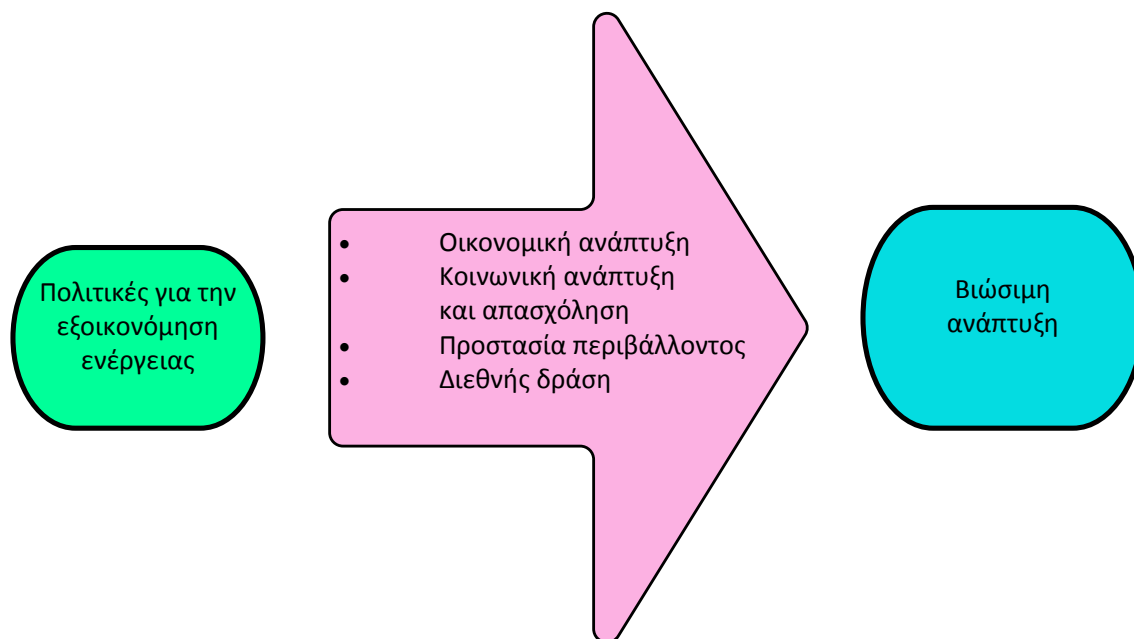 Πολιτικές για την
εξοικονόμηση
ενέργειας
• Οικονομική ανάπτυξη
• Κοινωνική ανάπτυξη
και απασχόληση
• Προστασία περιβάλλοντος
• Διεθνής δράση
Βιώσιμη
ανάπτυξη